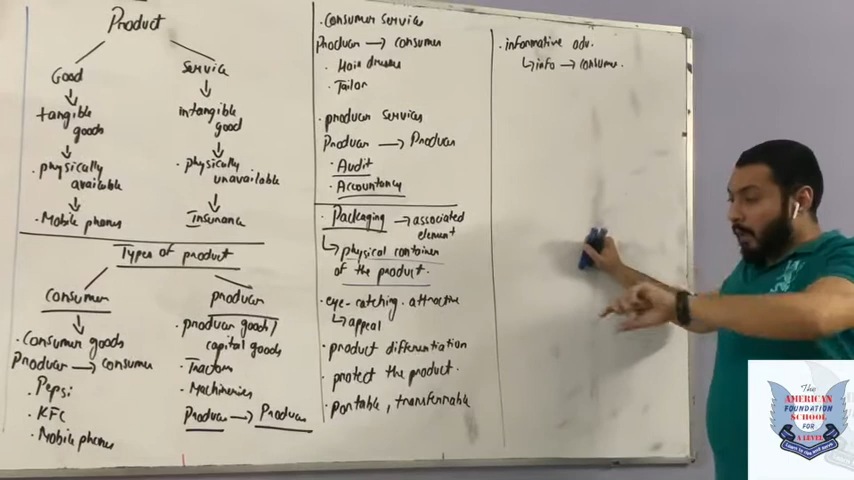 Product
Good
Service
tangible
goods
intangible
good
physically
available
physically
unavailable
Mobile phones
Insurance
Types of product
Consumer
producer
Consumer goods
Producer → consumer
Pepsi
KFC
Mobile phones
producer goods/
capital goods
Tractors
Machineries
Producer → Producer
Consumer services
Producer → consumer
Hair dresser
Tailor
producer services
Producer → Producer
Audit
Accountancy
Packaging → associated
element
physical container
of the product.
eye-catching. attractive
appeal
product differentiation
protect the product.
portable, transferrable
informative adv.
info → consumer.
The
AMERICAN
FOUNDATION
SCHOOL
FOR
A LEVEL